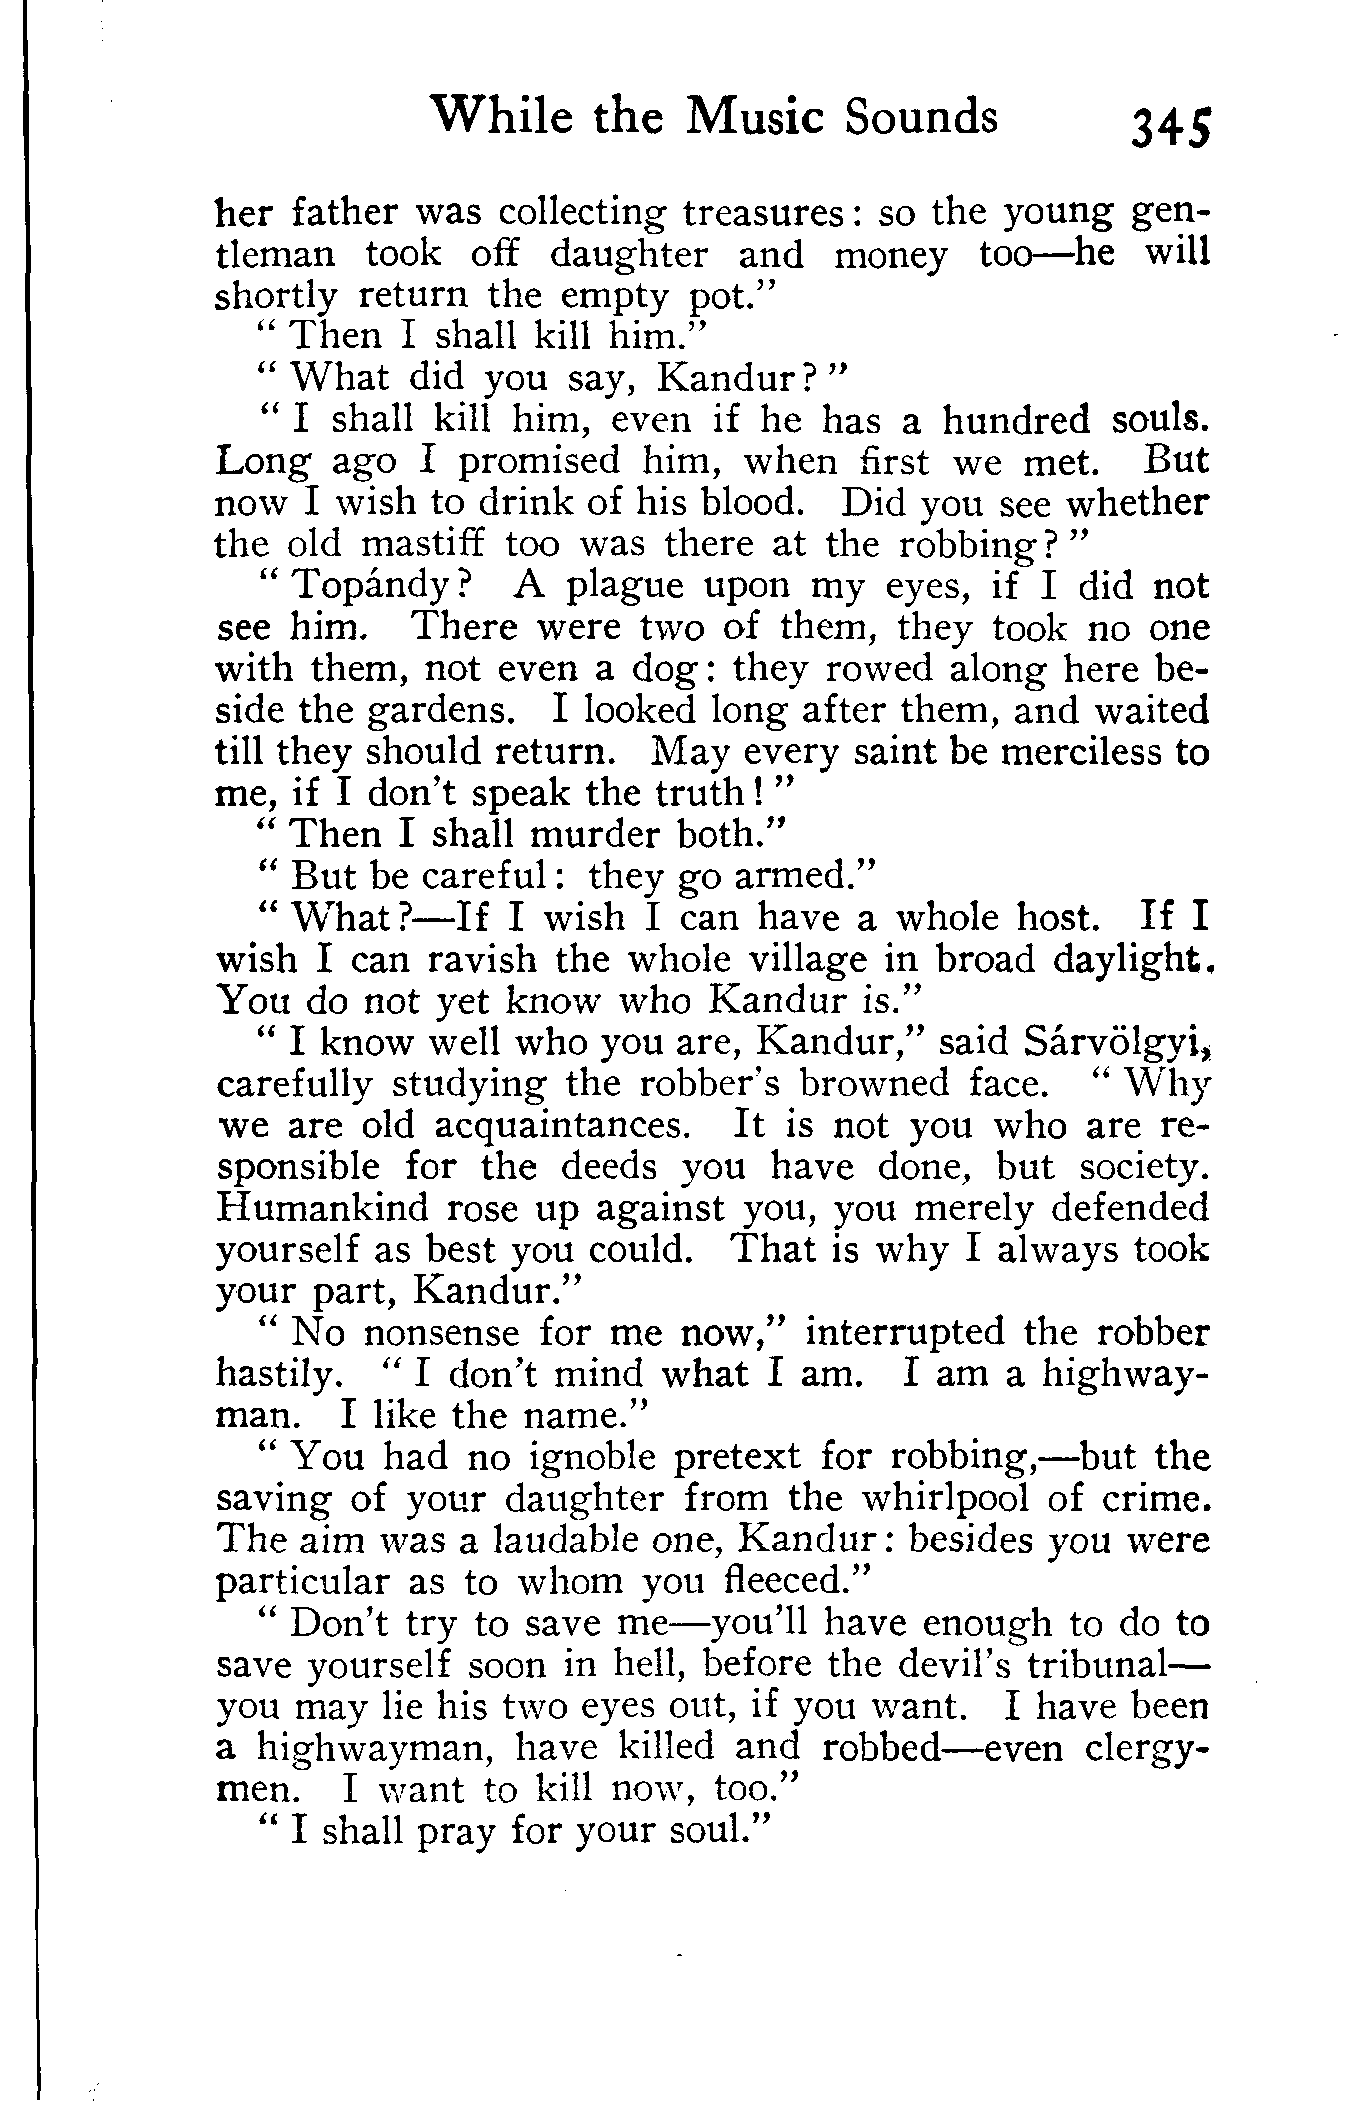 While the Music Sounds 345
her father was collecting treasures: so the young gen-
tleman took off daughter and money too—he will
shortly return the empty pot."
"Then I shall kill him."
"What did you say, Kandur?"
"I shall kill him, even if he has a hundred souls.
Long ago I promised him, when first we met. But
now I wish to drink of his blood. Did you see whether
the old mastiff too was there at the robbing?"
"Topándy? A plague upon my eyes, if I did not
see him. There were two of them, they took no one
with them, not even a dog: they rowed along here be-
side the gardens. I looked long after them, and waited
till they should return. May every saint be merciless to
me, if I don't speak the truth!"
"Then I shall murder both."
"But be careful: they go armed."
"What?—If I wish I can have a whole host. If I
wish I can ravish the whole village in broad daylight.
You do not yet know who Kandur is."
"I know well who you are, Kandur," said Sárvölgyi,
carefully studying the robber's browned face. "Why
we are old acquaintances. It is not you who are re-
sponsible for the deeds you have done, but society.
Humankind rose up against you, you merely defended
yourself as best you could. That is why I always took
your part, Kandur."
"No nonsense for me now," interrupted the robber
hastily. "I don't mind what I am. I am a highway-
man. I like the name."
"You had no ignoble pretext for robbing,—but the
saving of your daughter from the whirlpool of crime.
The aim was a laudable one, Kandur: besides you were
particular as to whom you fleeced."
"Don't try to save me—you'll have enough to do to
save yourself soon in hell, before the devil's tribunal—
you may lie his two eyes out, if you want. I have been
a highwayman, have killed and robbed—even clergy-
men. I want to kill now, too."
"I shall pray for your soul."